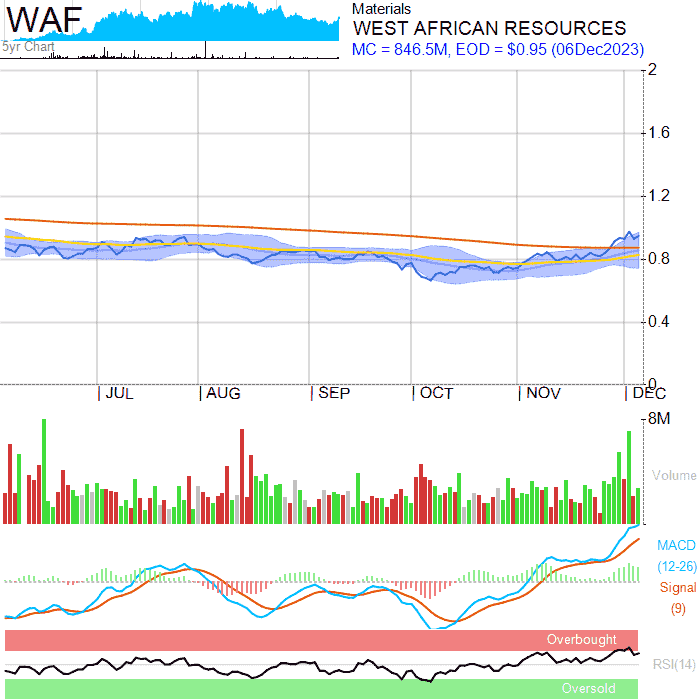 WAF
5yr Chart
Materials
WEST AFRICAN RESOURCES
MC = 846.5M, EOD = $0.95 (06Dec2023)
2
1.6
1.2
0.8
0.4
0
JUL
AUG
SEP
OCT
NOV
DEC
8M
Volume
MACD
(12-26)
Signal
(9)
Overbought
RSI(14)
Oversold